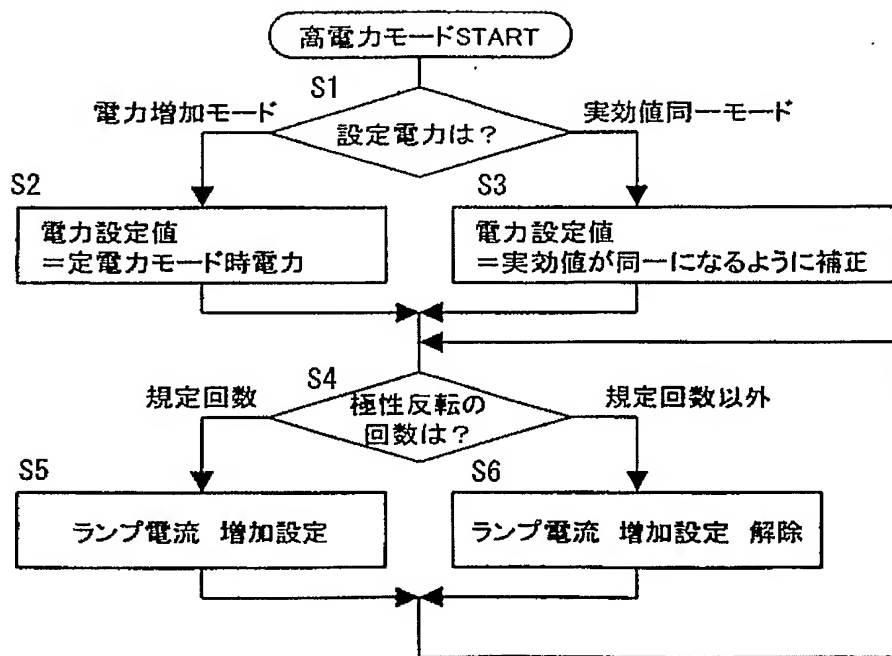 高電力モードSTART
S1
電力増加モード
設定電力は?
実効値同一モード
S2
電力設定値
=定電力モード時電力
S3
電力設定値
=実効値が同一になるように補正
S4
規定回数
極性反転の
回数は?
規定回数以外
S5
ランプ電流 増加設定
S6
ランプ電流 増加設定 解除